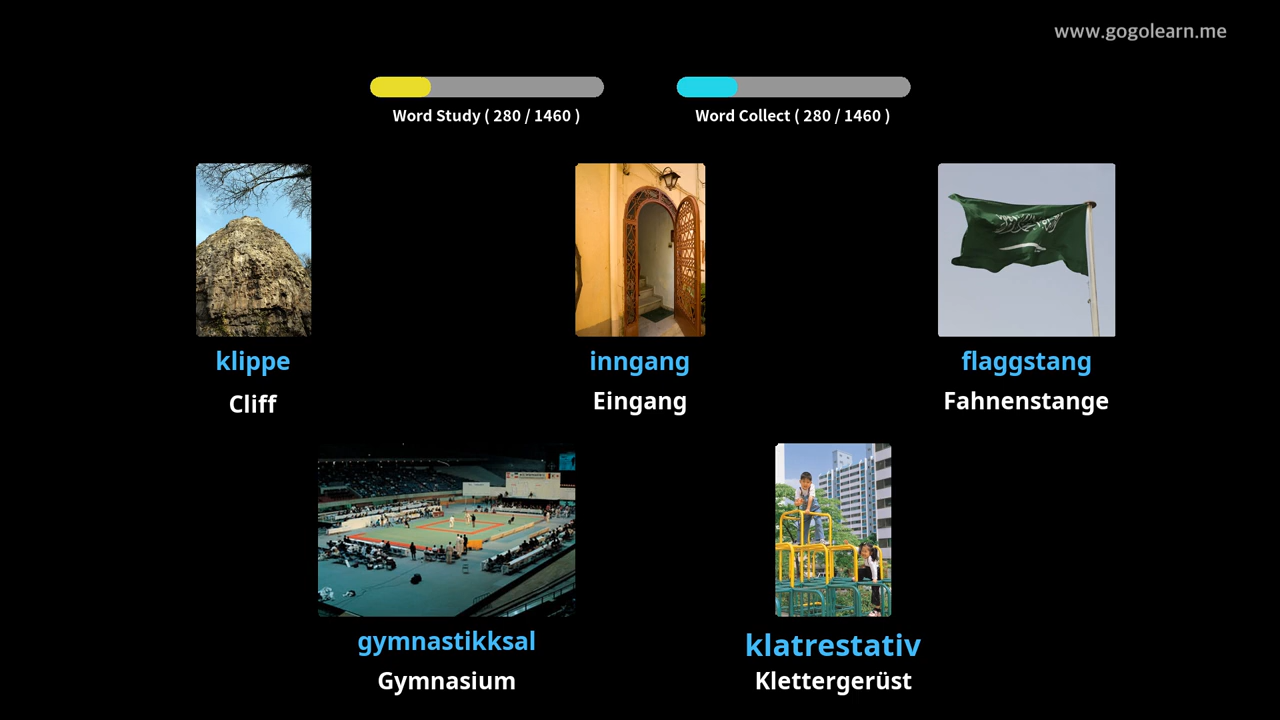 www.gogolearn.me
Word Study ( 280 / 1460 )
Word Collect ( 280 / 1460 )
klippe
Cliff
inngang
Eingang
flaggstang
Fahnenstange
gymnastikksal
Gymnasium
klatrestativ
Klettergerüst